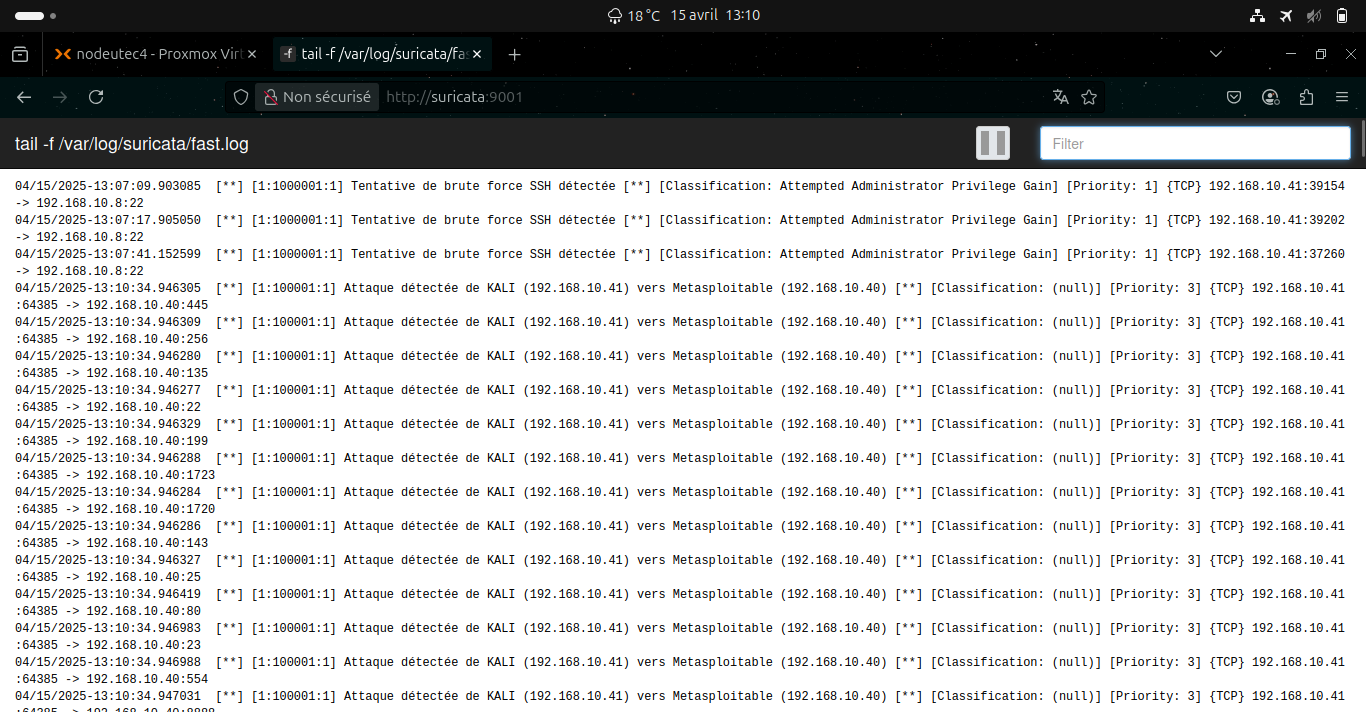 18 °C 15 avril 13:10
nodeutec4 - Proxmox Virt
tail -f /var/log/suricata/fas
Non sécurisé http://suricata:9001
tail -f /var/log/suricata/fast.log
Filter
04/15/2025-13:07:09.903085 [**] [1:1000001:1] Tentative de brute force SSH détectée [**] [Classification: Attempted Administrator Privilege Gain] [Priority: 1] {TCP} 192.168.10.41:39154
-> 192.168.10.8:22
04/15/2025-13:07:17.905050 [**] [1:1000001:1] Tentative de brute force SSH détectée [**] [Classification: Attempted Administrator Privilege Gain] [Priority: 1] {TCP} 192.168.10.41:39202
-> 192.168.10.8:22
04/15/2025-13:07:41.152599 [**] [1:1000001:1] Tentative de brute force SSH détectée [**] [Classification: Attempted Administrator Privilege Gain] [Priority: 1] {TCP} 192.168.10.41:37260
-> 192.168.10.8:22
04/15/2025-13:10:34.946305 [**] [1:100001:1] Attaque détectée de KALI (192.168.10.41) vers Metasploitable (192.168.10.40) [**] [Classification: (null)] [Priority: 3] {TCP} 192.168.10.41
:64385 -> 192.168.10.40:445
04/15/2025-13:10:34.946309 [**] [1:100001:1] Attaque détectée de KALI (192.168.10.41) vers Metasploitable (192.168.10.40) [**] [Classification: (null)] [Priority: 3] {TCP} 192.168.10.41
:64385 -> 192.168.10.40:256
04/15/2025-13:10:34.946280 [**] [1:100001:1] Attaque détectée de KALI (192.168.10.41) vers Metasploitable (192.168.10.40) [**] [Classification: (null)] [Priority: 3] {TCP} 192.168.10.41
:64385 -> 192.168.10.40:135
04/15/2025-13:10:34.946277 [**] [1:100001:1] Attaque détectée de KALI (192.168.10.41) vers Metasploitable (192.168.10.40) [**] [Classification: (null)] [Priority: 3] {TCP} 192.168.10.41
:64385 -> 192.168.10.40:22
04/15/2025-13:10:34.946329 [**] [1:100001:1] Attaque détectée de KALI (192.168.10.41) vers Metasploitable (192.168.10.40) [**] [Classification: (null)] [Priority: 3] {TCP} 192.168.10.41
:64385 -> 192.168.10.40:199
04/15/2025-13:10:34.946288 [**] [1:100001:1] Attaque détectée de KALI (192.168.10.41) vers Metasploitable (192.168.10.40) [**] [Classification: (null)] [Priority: 3] {TCP} 192.168.10.41
:64385 -> 192.168.10.40:1723
04/15/2025-13:10:34.946284 [**] [1:100001:1] Attaque détectée de KALI (192.168.10.41) vers Metasploitable (192.168.10.40) [**] [Classification: (null)] [Priority: 3] {TCP} 192.168.10.41
:64385 -> 192.168.10.40:1720
04/15/2025-13:10:34.946286 [**] [1:100001:1] Attaque détectée de KALI (192.168.10.41) vers Metasploitable (192.168.10.40) [**] [Classification: (null)] [Priority: 3] {TCP} 192.168.10.41
:64385 -> 192.168.10.40:143
04/15/2025-13:10:34.946327 [**] [1:100001:1] Attaque détectée de KALI (192.168.10.41) vers Metasploitable (192.168.10.40) [**] [Classification: (null)] [Priority: 3] {TCP} 192.168.10.41
:64385 -> 192.168.10.40:25
04/15/2025-13:10:34.946419 [**] [1:100001:1] Attaque détectée de KALI (192.168.10.41) vers Metasploitable (192.168.10.40) [**] [Classification: (null)] [Priority: 3] {TCP} 192.168.10.41
:64385 -> 192.168.10.40:80
04/15/2025-13:10:34.946983 [**] [1:100001:1] Attaque détectée de KALI (192.168.10.41) vers Metasploitable (192.168.10.40) [**] [Classification: (null)] [Priority: 3] {TCP} 192.168.10.41
:64385 -> 192.168.10.40:23
04/15/2025-13:10:34.946988 [**] [1:100001:1] Attaque détectée de KALI (192.168.10.41) vers Metasploitable (192.168.10.40) [**] [Classification: (null)] [Priority: 3] {TCP} 192.168.10.41
:64385 -> 192.168.10.40:554
04/15/2025-13:10:34.947031 [**] [1:100001:1] Attaque détectée de KALI (192.168.10.41) vers Metasploitable (192.168.10.40) [**] [Classification: (null)] [Priority: 3] {TCP} 192.168.10.41
:64385 -> 192.168.10.40:8888